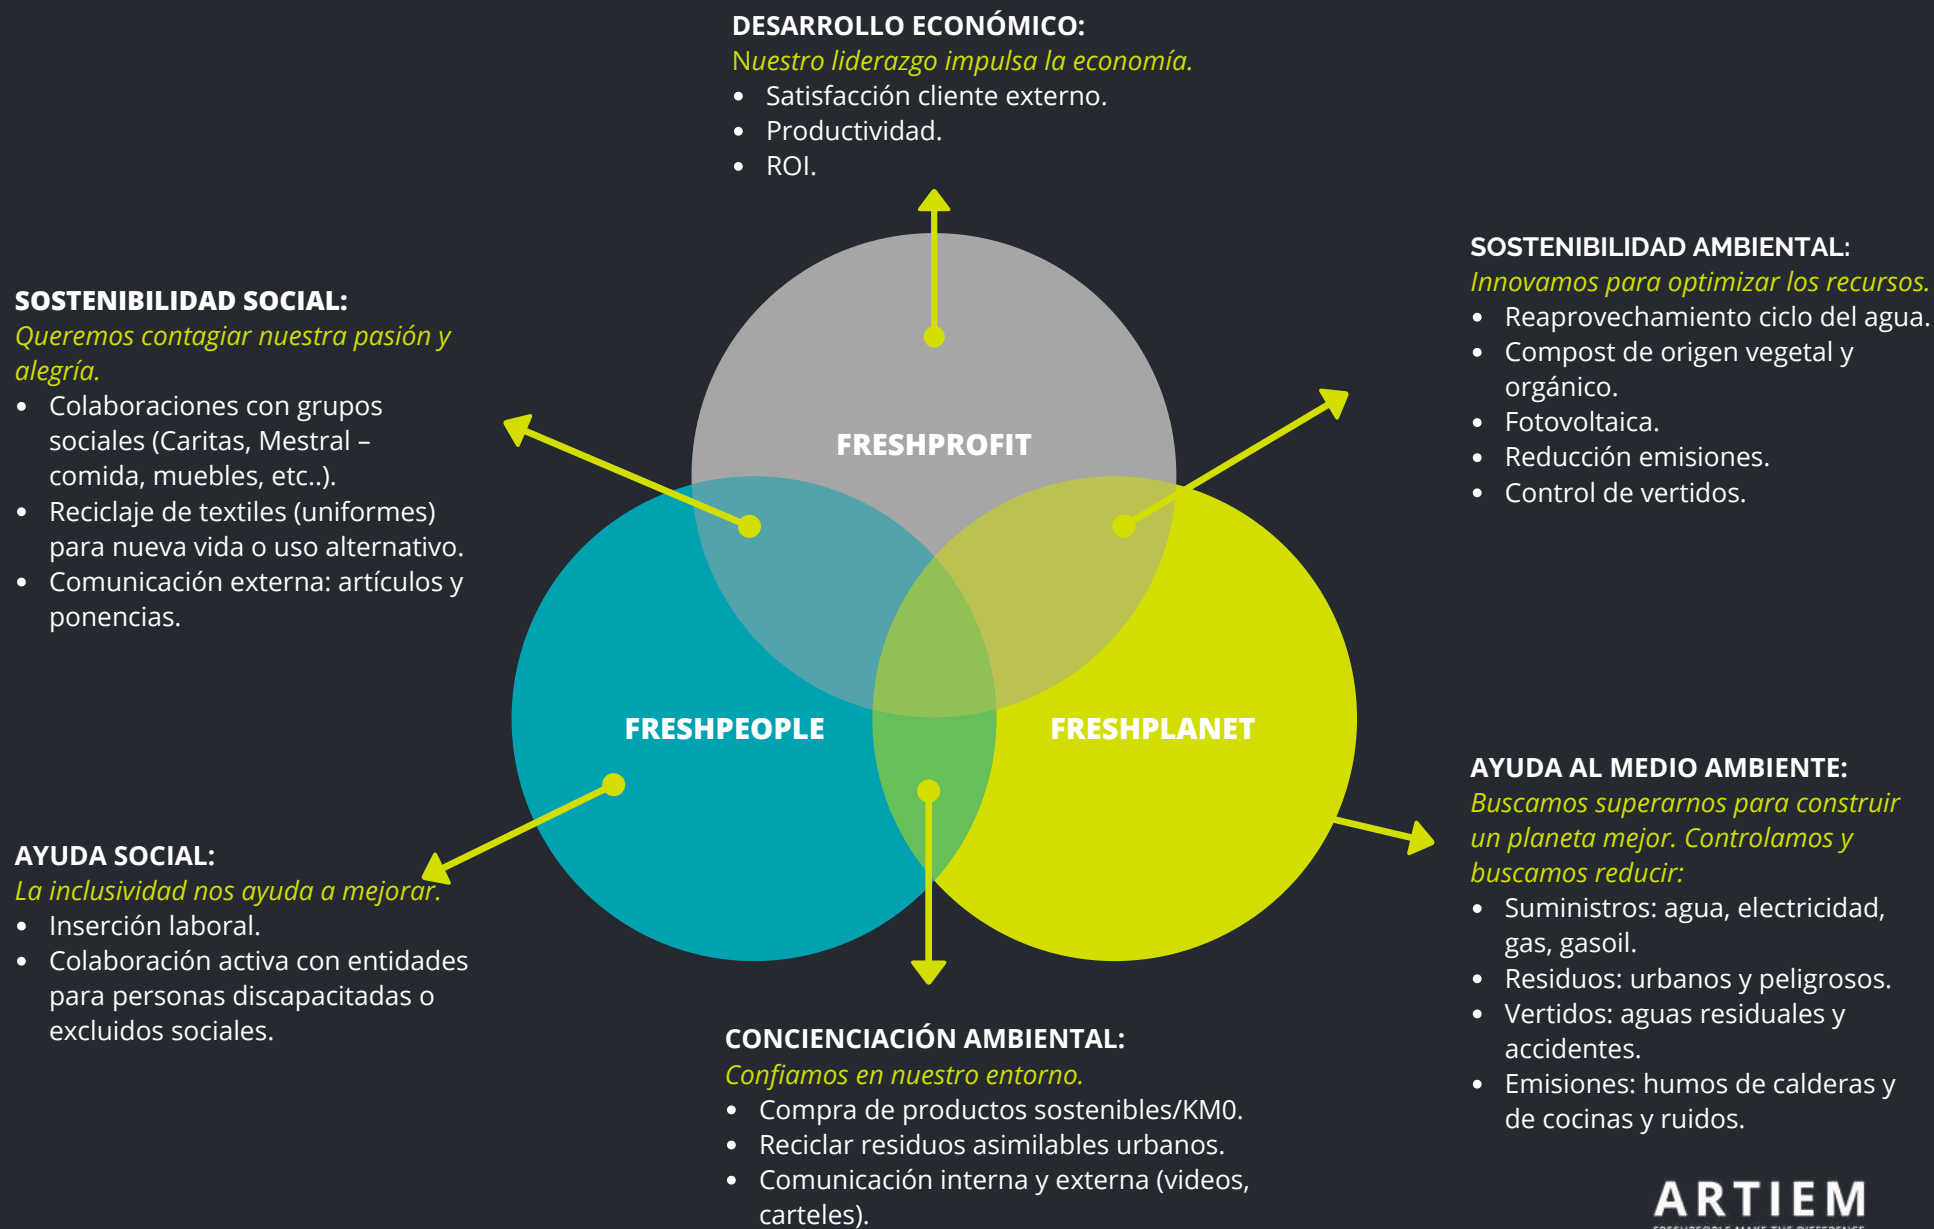 DESARROLLO ECONÓMICO:
Nuestro liderazgo impulsa la economía.
• Satisfacción cliente externo.
• Productividad.
• ROI.
SOSTENIBILIDAD SOCIAL:
Queremos contagiar nuestra pasión y
alegría.
• Colaboraciones con grupos
sociales (Caritas, Mestral –
comida, muebles, etc..).
• Reciclaje de textiles (uniformes)
para nueva vida o uso alternativo.
• Comunicación externa: artículos y
ponencias.
SOSTENIBILIDAD AMBIENTAL:
Innovamos para optimizar los recursos.
• Reaprovechamiento ciclo del agua.
• Compost de origen vegetal y
orgánico.
• Fotovoltaica.
• Reducción emisiones.
• Control de vertidos.
FRESHPROFIT
FRESHPEOPLE
FRESHPLANET
AYUDA SOCIAL:
La inclusividad nos ayuda a mejorar.
• Inserción laboral.
• Colaboración activa con entidades
para personas discapacitadas o
excluidos sociales.
CONCIENCIACIÓN AMBIENTAL:
Confiamos en nuestro entorno.
• Compra de productos sostenibles/KM0.
• Reciclar residuos asimilables urbanos.
• Comunicación interna y externa (videos,
carteles).
AYUDA AL MEDIO AMBIENTE:
Buscamos superarnos para construir
un planeta mejor. Controlamos y
buscamos reducir:
• Suministros: agua, electricidad,
gas, gasoil.
• Residuos: urbanos y peligrosos.
• Vertidos: aguas residuales y
accidentes.
• Emisiones: humos de calderas y
de cocinas y ruidos.
ARTIEM
FRESHPEOPLE MAKE THE DIFFERENCE